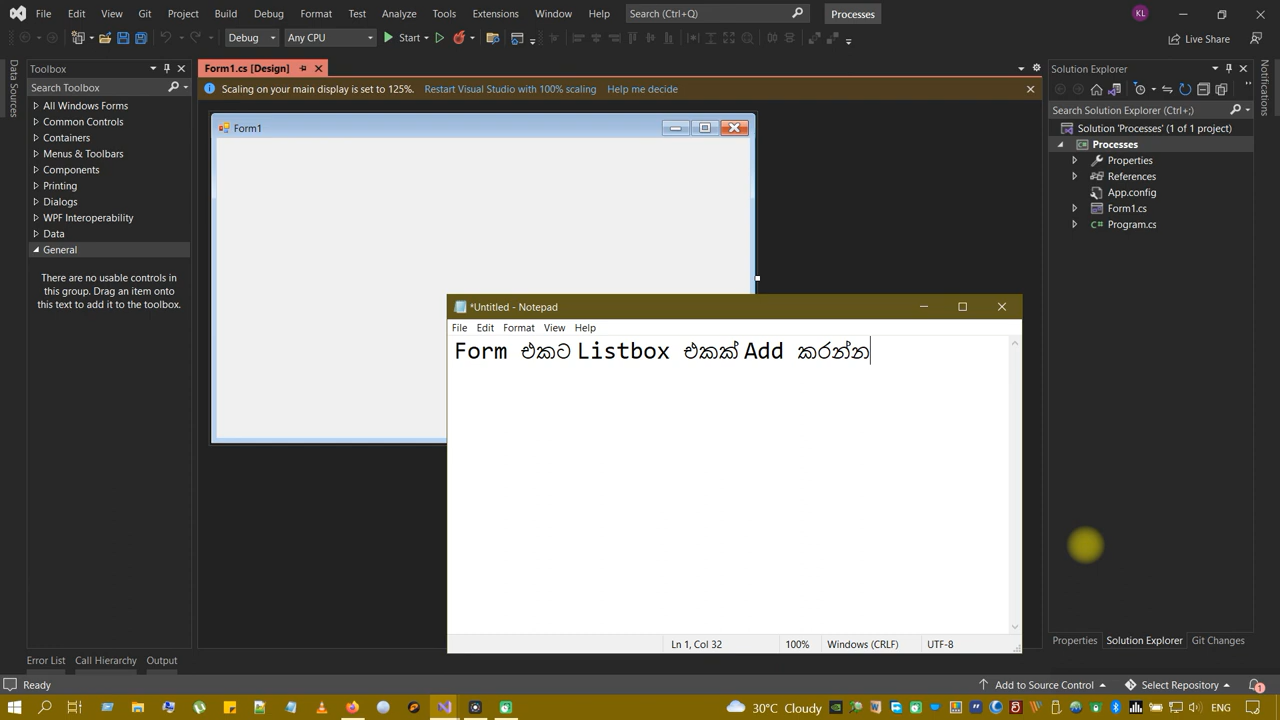 File Edit View Git Project Build Debug Format Test Analyze Tools Extensions Window Help Search (Ctrl+Q) Processes KL
Debug Any CPU Start Live Share
Data Sources
Toolbox
Search Toolbox
All Windows Forms
Common Controls
Containers
Menus & Toolbars
Components
Printing
Dialogs
WPF Interoperability
Data
General
There are no usable controls in
this group. Drag an item onto
this text to add it to the toolbox.
Form1.cs [Design]
Scaling on your main display is set to 125%. Restart Visual Studio with 100% scaling Help me decide
Form1
*Untitled - Notepad
File Edit Format View Help
Form එකට Listbox එකක් Add කරන්න
Ln 1, Col 32 100% Windows (CRLF) UTF-8
Solution Explorer
Search Solution Explorer (Ctrl+;)
Solution 'Processes' (1 of 1 project)
Processes
Properties
References
App.config
Form1.cs
Program.cs
Properties Solution Explorer Git Changes
Notifications
Error List Call Hierarchy Output
Ready Add to Source Control Select Repository 1
30°C Cloudy ENG